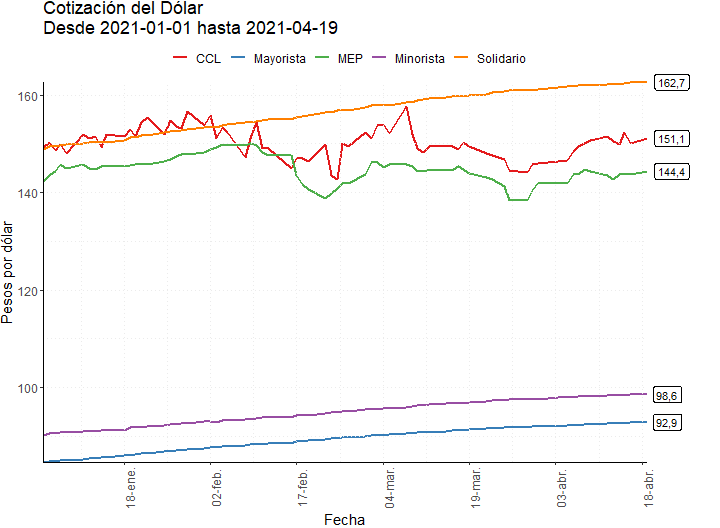 Cotización del Dólar
Desde 2021-01-01 hasta 2021-04-19
CCL Mayorista MEP Minorista Solidario
Pesos por dólar
160
140
120
100
162,7
151,1
144,4
98,6
92,9
18-ene.
02-feb.
17-feb.
04-mar.
19-mar.
03-abr.
18-abr.
Fecha